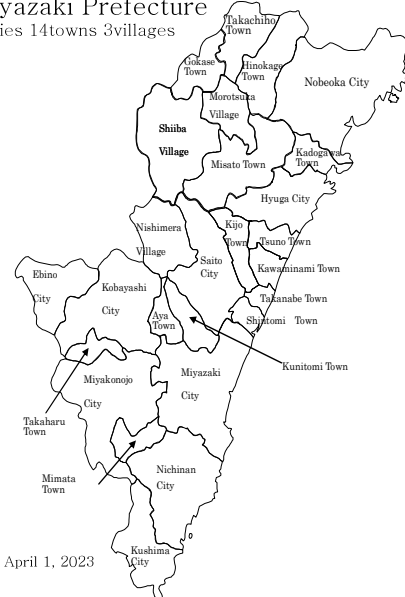 yazaki Prefecture
ies 14towns 3villages
Takachiho
Town
Gokase
Town
Hinokage
Town
Nobeoka City
Morotsuka
Village
Shiiba
Village
Kadogawa
Town
Misato Town
Hyuga City
Nishimera
Village
Kijo
Town
Tsuno Town
Saito
City
Kawaminami Town
Ebino
City
Kobayashi
City
Takanabe Town
Aya
Town
Shintomi Town
Kunitomi Town
Miyakonojo
City
Miyazaki
City
Takaharu
Town
Mimata
Town
Nichinan
City
Kushima
City
April 1, 2023